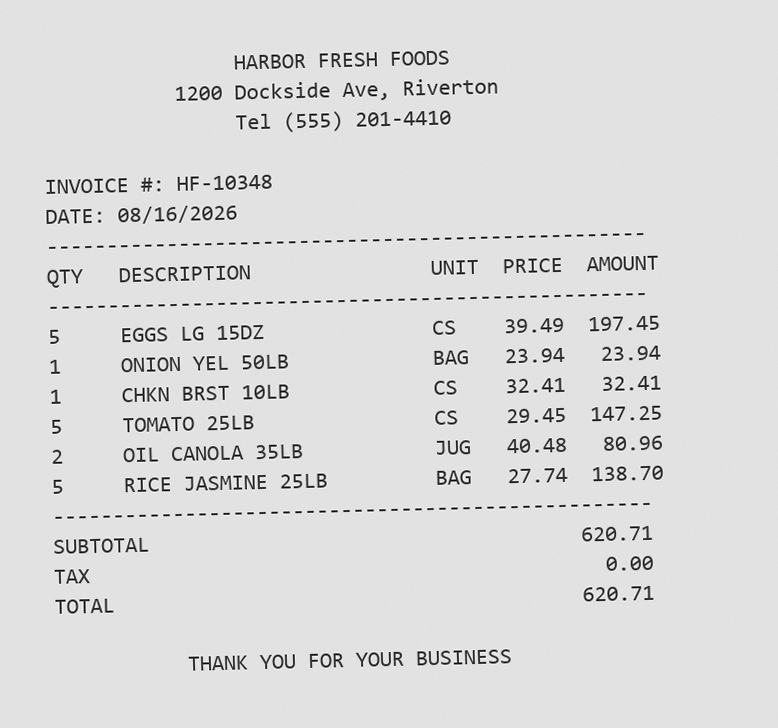 HARBOR FRESH FOODS
1200 Dockside Ave, Riverton
Tel (555) 201-4410
INVOICE #: HF-10348
DATE: 08/16/2026
--------------------------------------------------
QTY DESCRIPTION UNIT PRICE AMOUNT
--------------------------------------------------
5 EGGS LG 15DZ CS 39.49 197.45
1 ONION YEL 50LB BAG 23.94 23.94
1 CHKN BRST 10LB CS 32.41 32.41
5 TOMATO 25LB CS 29.45 147.25
2 OIL CANOLA 35LB JUG 40.48 80.96
5 RICE JASMINE 25LB BAG 27.74 138.70
--------------------------------------------------
SUBTOTAL 620.71
TAX 0.00
TOTAL 620.71
THANK YOU FOR YOUR BUSINESS